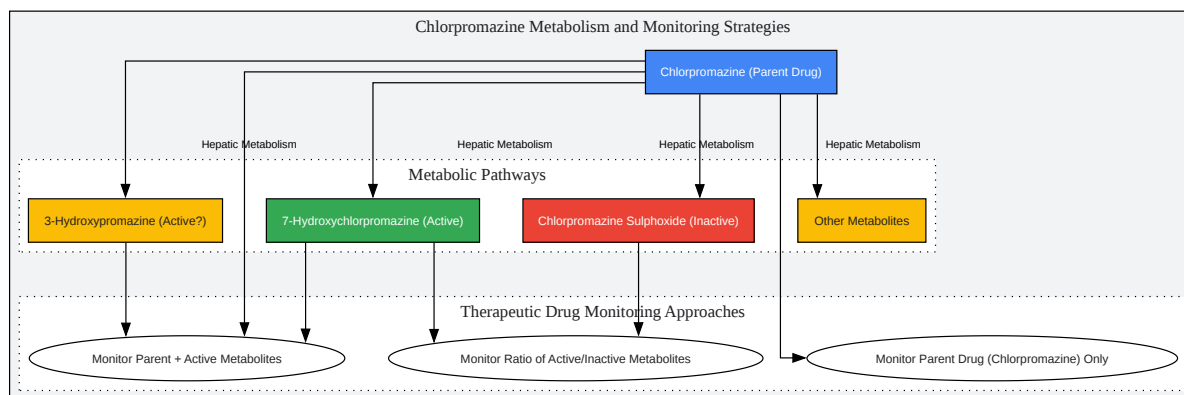 Chlorpromazine Metabolism and Monitoring Strategies
Chlorpromazine (Parent Drug)
Hepatic Metabolism
Hepatic Metabolism
Hepatic Metabolism
Hepatic Metabolism
Metabolic Pathways
3-Hydroxypromazine (Active?)
7-Hydroxychlorpromazine (Active)
Chlorpromazine Sulphoxide (Inactive)
Other Metabolites
Therapeutic Drug Monitoring Approaches
Monitor Parent + Active Metabolites
Monitor Ratio of Active/Inactive Metabolites
Monitor Parent Drug (Chlorpromazine) Only